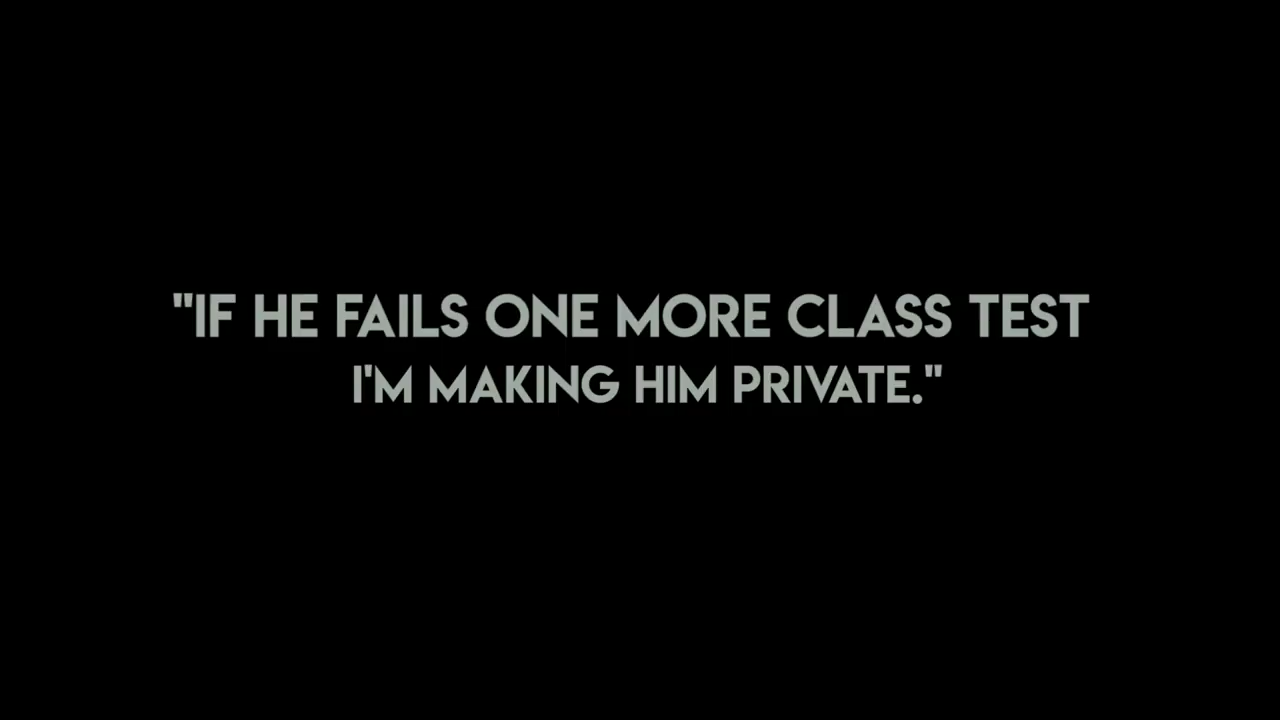 "IF HE FAILS ONE MORE CLASS TEST
I'M MAKING HIM PRIVATE."